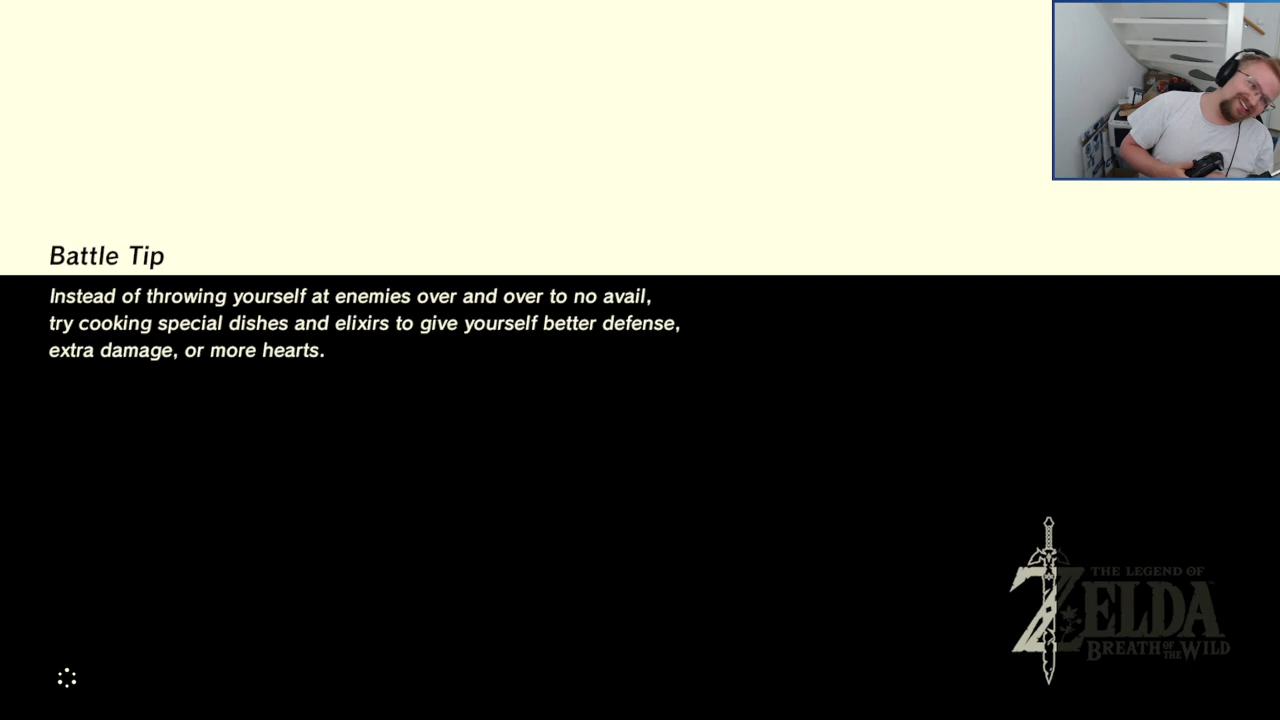 Battle Tip
Instead of throwing yourself at enemies over and over to no avail,
try cooking special dishes and elixirs to give yourself better defense,
extra damage, or more hearts.
THE LEGEND OF
ZELDA
BREATH OF THE WILD